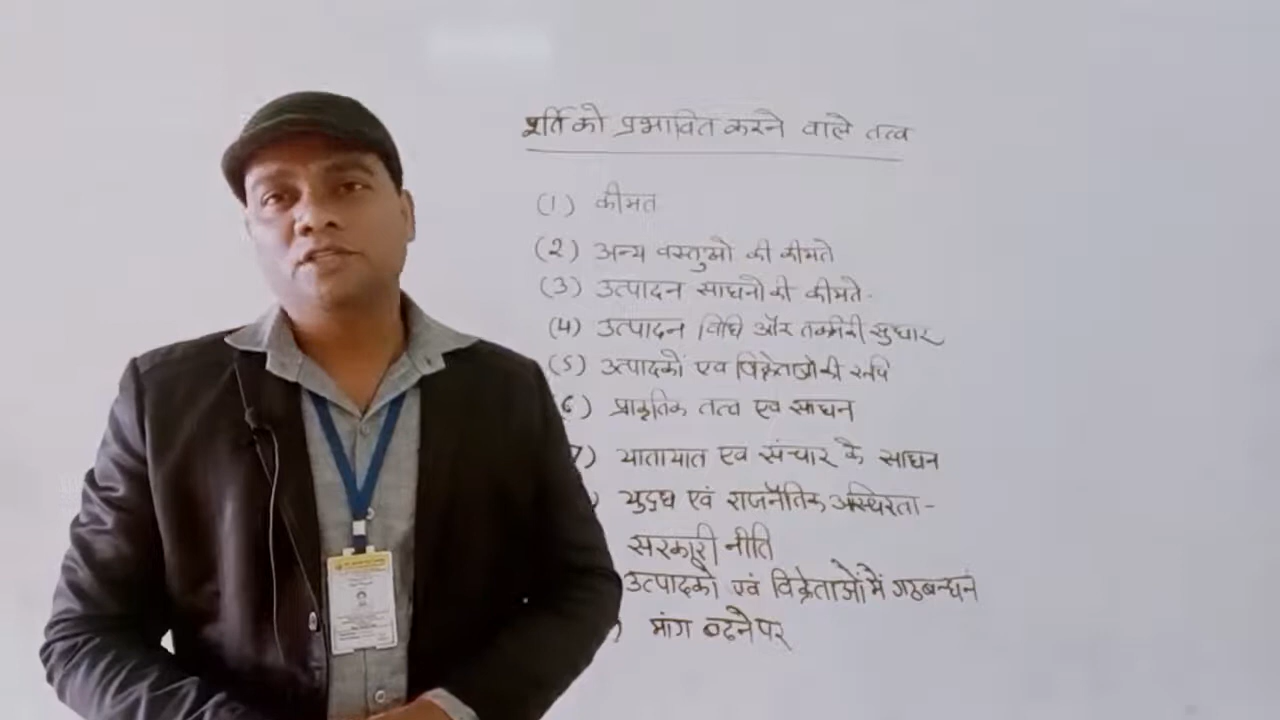 पूर्ति को प्रभावित करने वाले तत्व
(1) कीमत
(2) अन्य वस्तुओ की कीमते
(3) उत्पादन साधनो की कीमते-
(4) उत्पादन विधि और तकनीकी सुधार
(5) उत्पादकों एव विक्रेताओ की रूचि
6) प्राकृतिक तत्व एव साधन
7) यातायात एव संचार के साधन
) युद्ध एवं राजनैतिक अस्थिरता-
सरकारी नीति
उत्पादको एवं विक्रेताओं में गठबन्धन
) मांग बढने पर